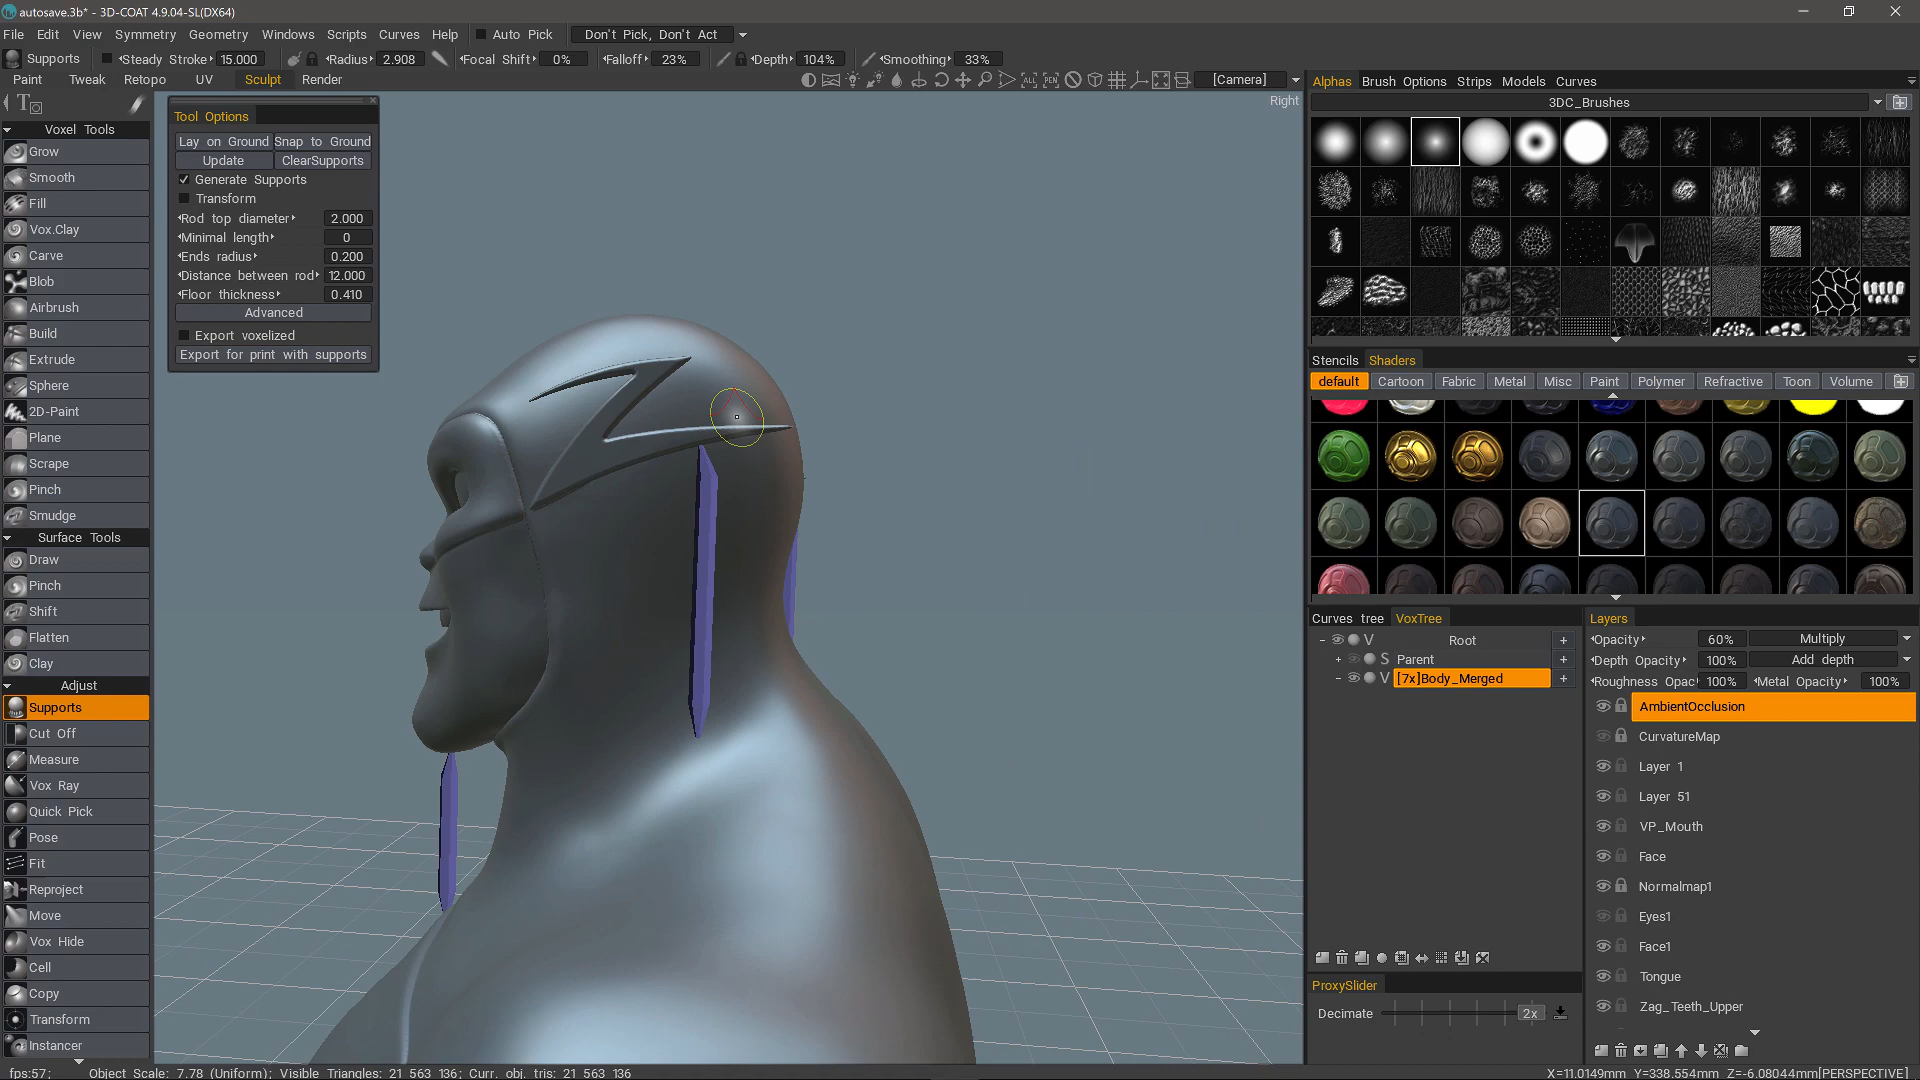 autosave.3b* - 3D-COAT 4.9.04-SL(DX64)
File Edit View Symmetry Geometry Windows Scripts Curves Help Auto Pick Don't Pick, Don't Act
Supports Steady Stroke 15.000 Radius 2.908 Focal Shift 0% Falloff 23% Depth 104% Smoothing 33%
Paint Tweak Retopo UV Sculpt Render [Camera]
Right
Voxel Tools
Grow
Smooth
Fill
Vox.Clay
Carve
Blob
Airbrush
Build
Extrude
Sphere
2D-Paint
Plane
Scrape
Pinch
Smudge
Surface Tools
Draw
Pinch
Shift
Flatten
Clay
Adjust
Supports
Cut Off
Measure
Vox Ray
Quick Pick
Pose
Fit
Reproject
Move
Vox Hide
Cell
Copy
Transform
Instancer
Tool Options
Lay on Ground Snap to Ground
Update ClearSupports
Generate Supports
Transform
Rod top diameter 2.000
Minimal length 0
Ends radius 0.200
Distance between rod 12.000
Floor thickness 0.410
Advanced
Export voxelized
Export for print with supports
Alphas Brush Options Strips Models Curves
3DC_Brushes
Stencils Shaders
default Cartoon Fabric Metal Misc Paint Polymer Refractive Toon Volume
Curves tree VoxTree
V Root +
+ S Parent +
- V [7x]Body_Merged +
ProxySlider
Decimate 2x
Layers
Opacity 60% Multiply
Depth Opacity 100% Add depth
Roughness Opac 100% Metal Opacity 100%
AmbientOcclusion
CurvatureMap
Layer 1
Layer 51
VP_Mouth
Face
Normalmap1
Eyes1
Face1
Tongue
Zag_Teeth_Upper
fps:57; Object Scale: 7.78 (Uniform); Visible Triangles: 21 563 136; Curr. obj. tris: 21 563 136 X=11.0149mm Y=338.554mm Z=-6.08044mm[PERSPECTIVE]